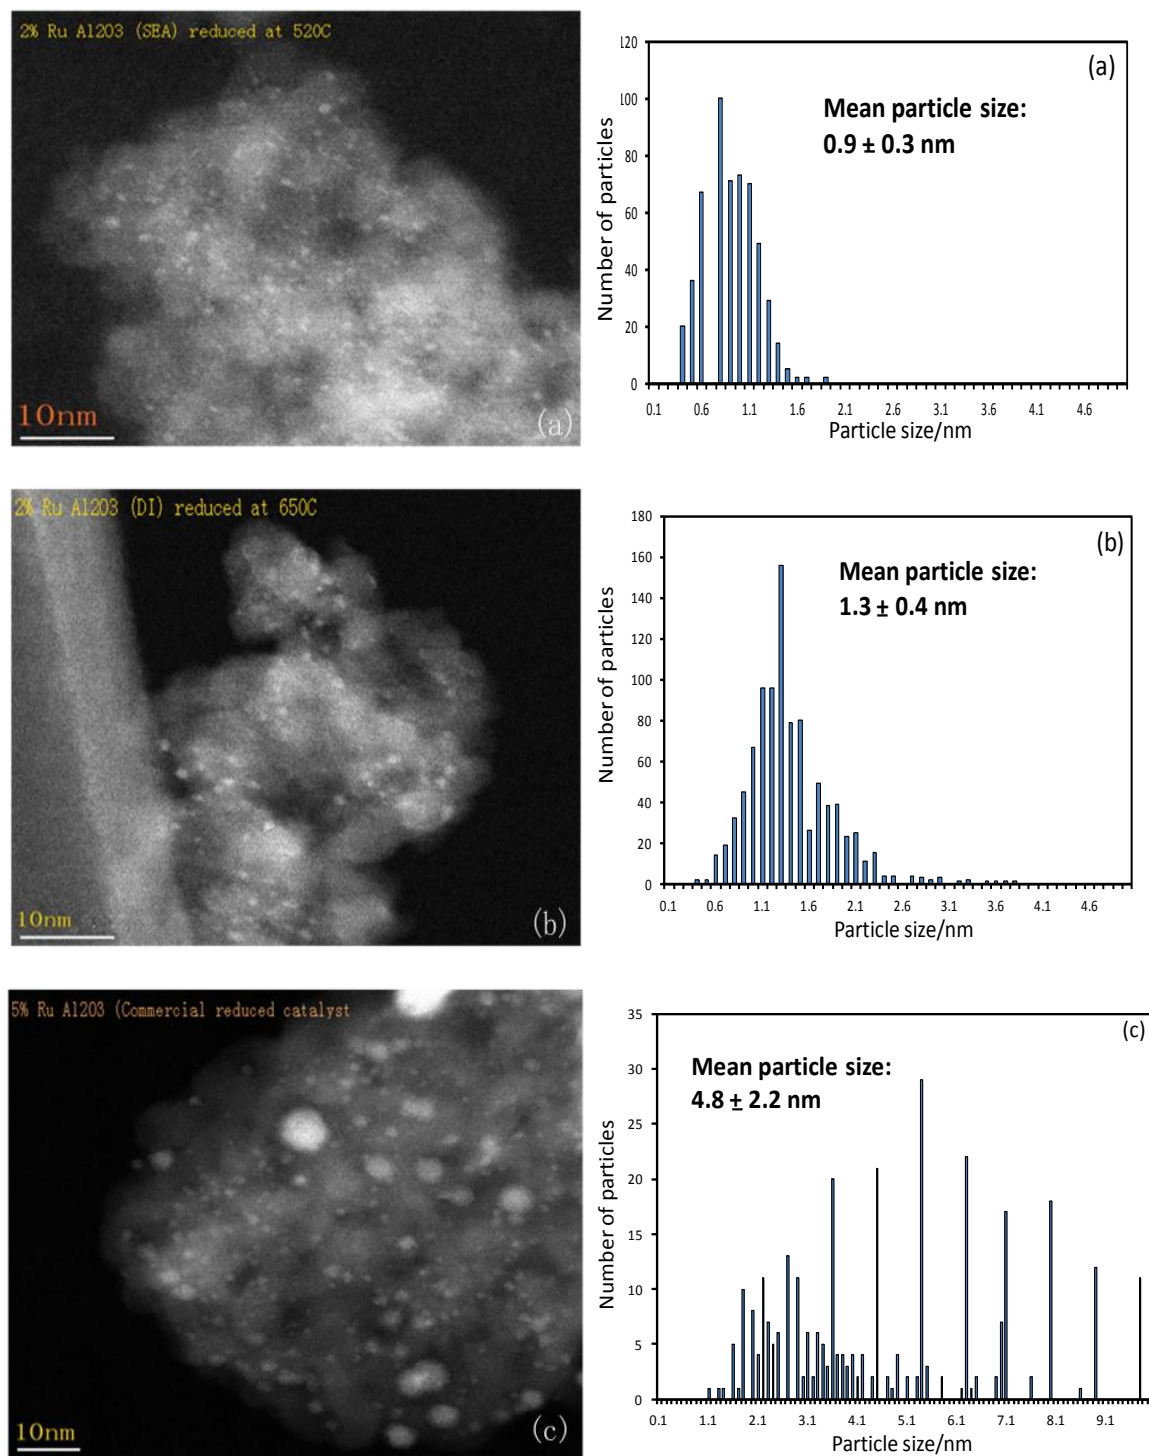 2% Ru Al2O3 (SEA) reduced at 520C
10nm
(a)
120
100
80
60
40
20
0
Number of particles
(a)
Mean particle size:
0.9 ± 0.3 nm
0.1 0.6 1.1 1.6 2.1 2.6 3.1 3.6 4.1 4.6
Particle size/nm
2% Ru Al2O3 (DI) reduced at 650C
10nm
(b)
180
160
140
120
100
80
60
40
20
0
Number of particles
(b)
Mean particle size:
1.3 ± 0.4 nm
0.1 0.6 1.1 1.6 2.1 2.6 3.1 3.6 4.1 4.6
Particle size/nm
5% Ru Al2O3 (Commercial reduced catalyst
10nm
(c)
35
30
25
20
15
10
5
0
Number of particles
(c)
Mean particle size:
4.8 ± 2.2 nm
0.1 1.1 2.1 3.1 4.1 5.1 6.1 7.1 8.1 9.1
Particle size/nm